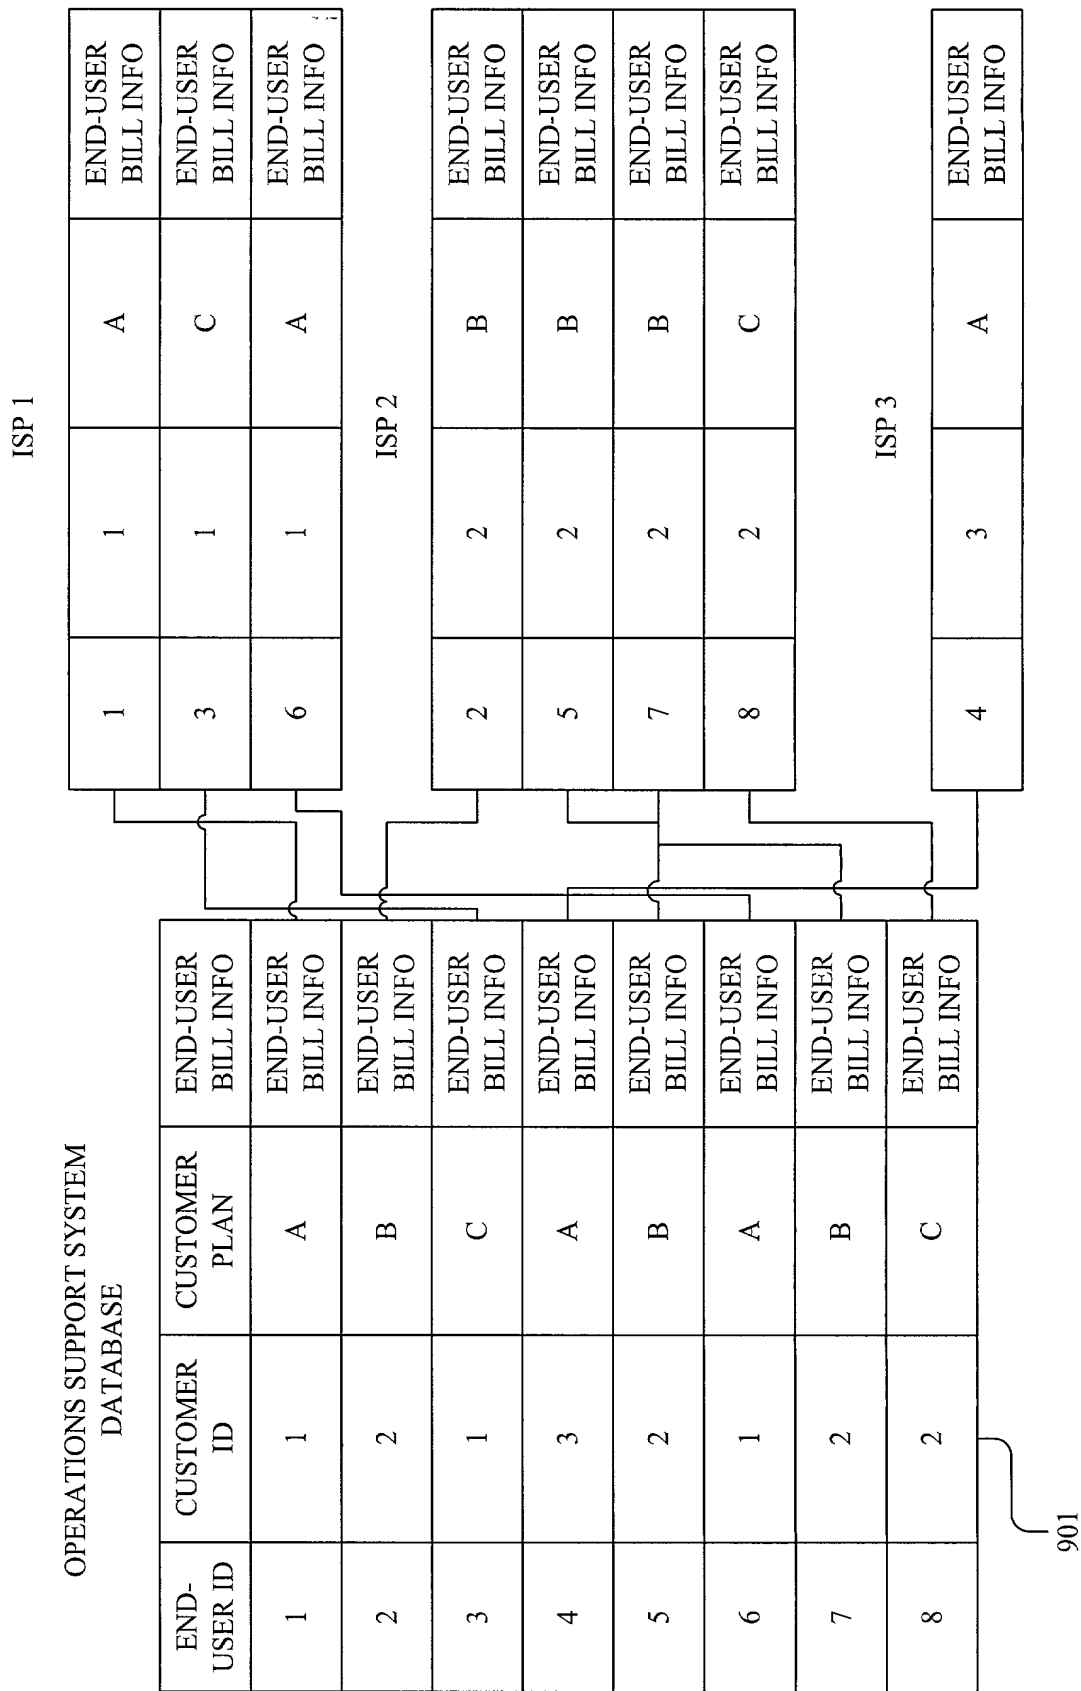 OPERATIONS SUPPORT SYSTEM
DATABASE
END-
USER ID
CUSTOMER
ID
CUSTOMER
PLAN
END-USER
BILL INFO
1
1
A
END-USER
BILL INFO
2
2
B
END-USER
BILL INFO
3
1
C
END-USER
BILL INFO
4
3
A
END-USER
BILL INFO
5
2
B
END-USER
BILL INFO
6
1
A
END-USER
BILL INFO
7
2
B
END-USER
BILL INFO
8
2
C
END-USER
BILL INFO
901
ISP 1
1
1
A
END-USER
BILL INFO
3
1
C
END-USER
BILL INFO
6
1
A
END-USER
BILL INFO
ISP 2
2
2
B
END-USER
BILL INFO
5
2
B
END-USER
BILL INFO
7
2
B
END-USER
BILL INFO
8
2
C
END-USER
BILL INFO
ISP 3
4
3
A
END-USER
BILL INFO